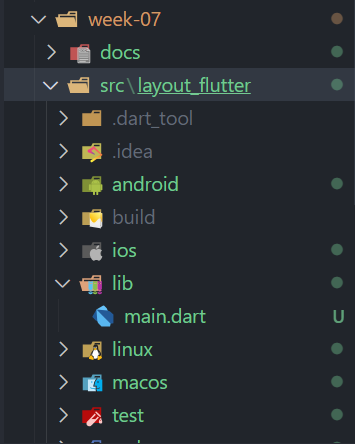 week-07
docs
src\layout_flutter
.dart_tool
.idea
android
build
ios
lib
main.dart U
linux
macos
test